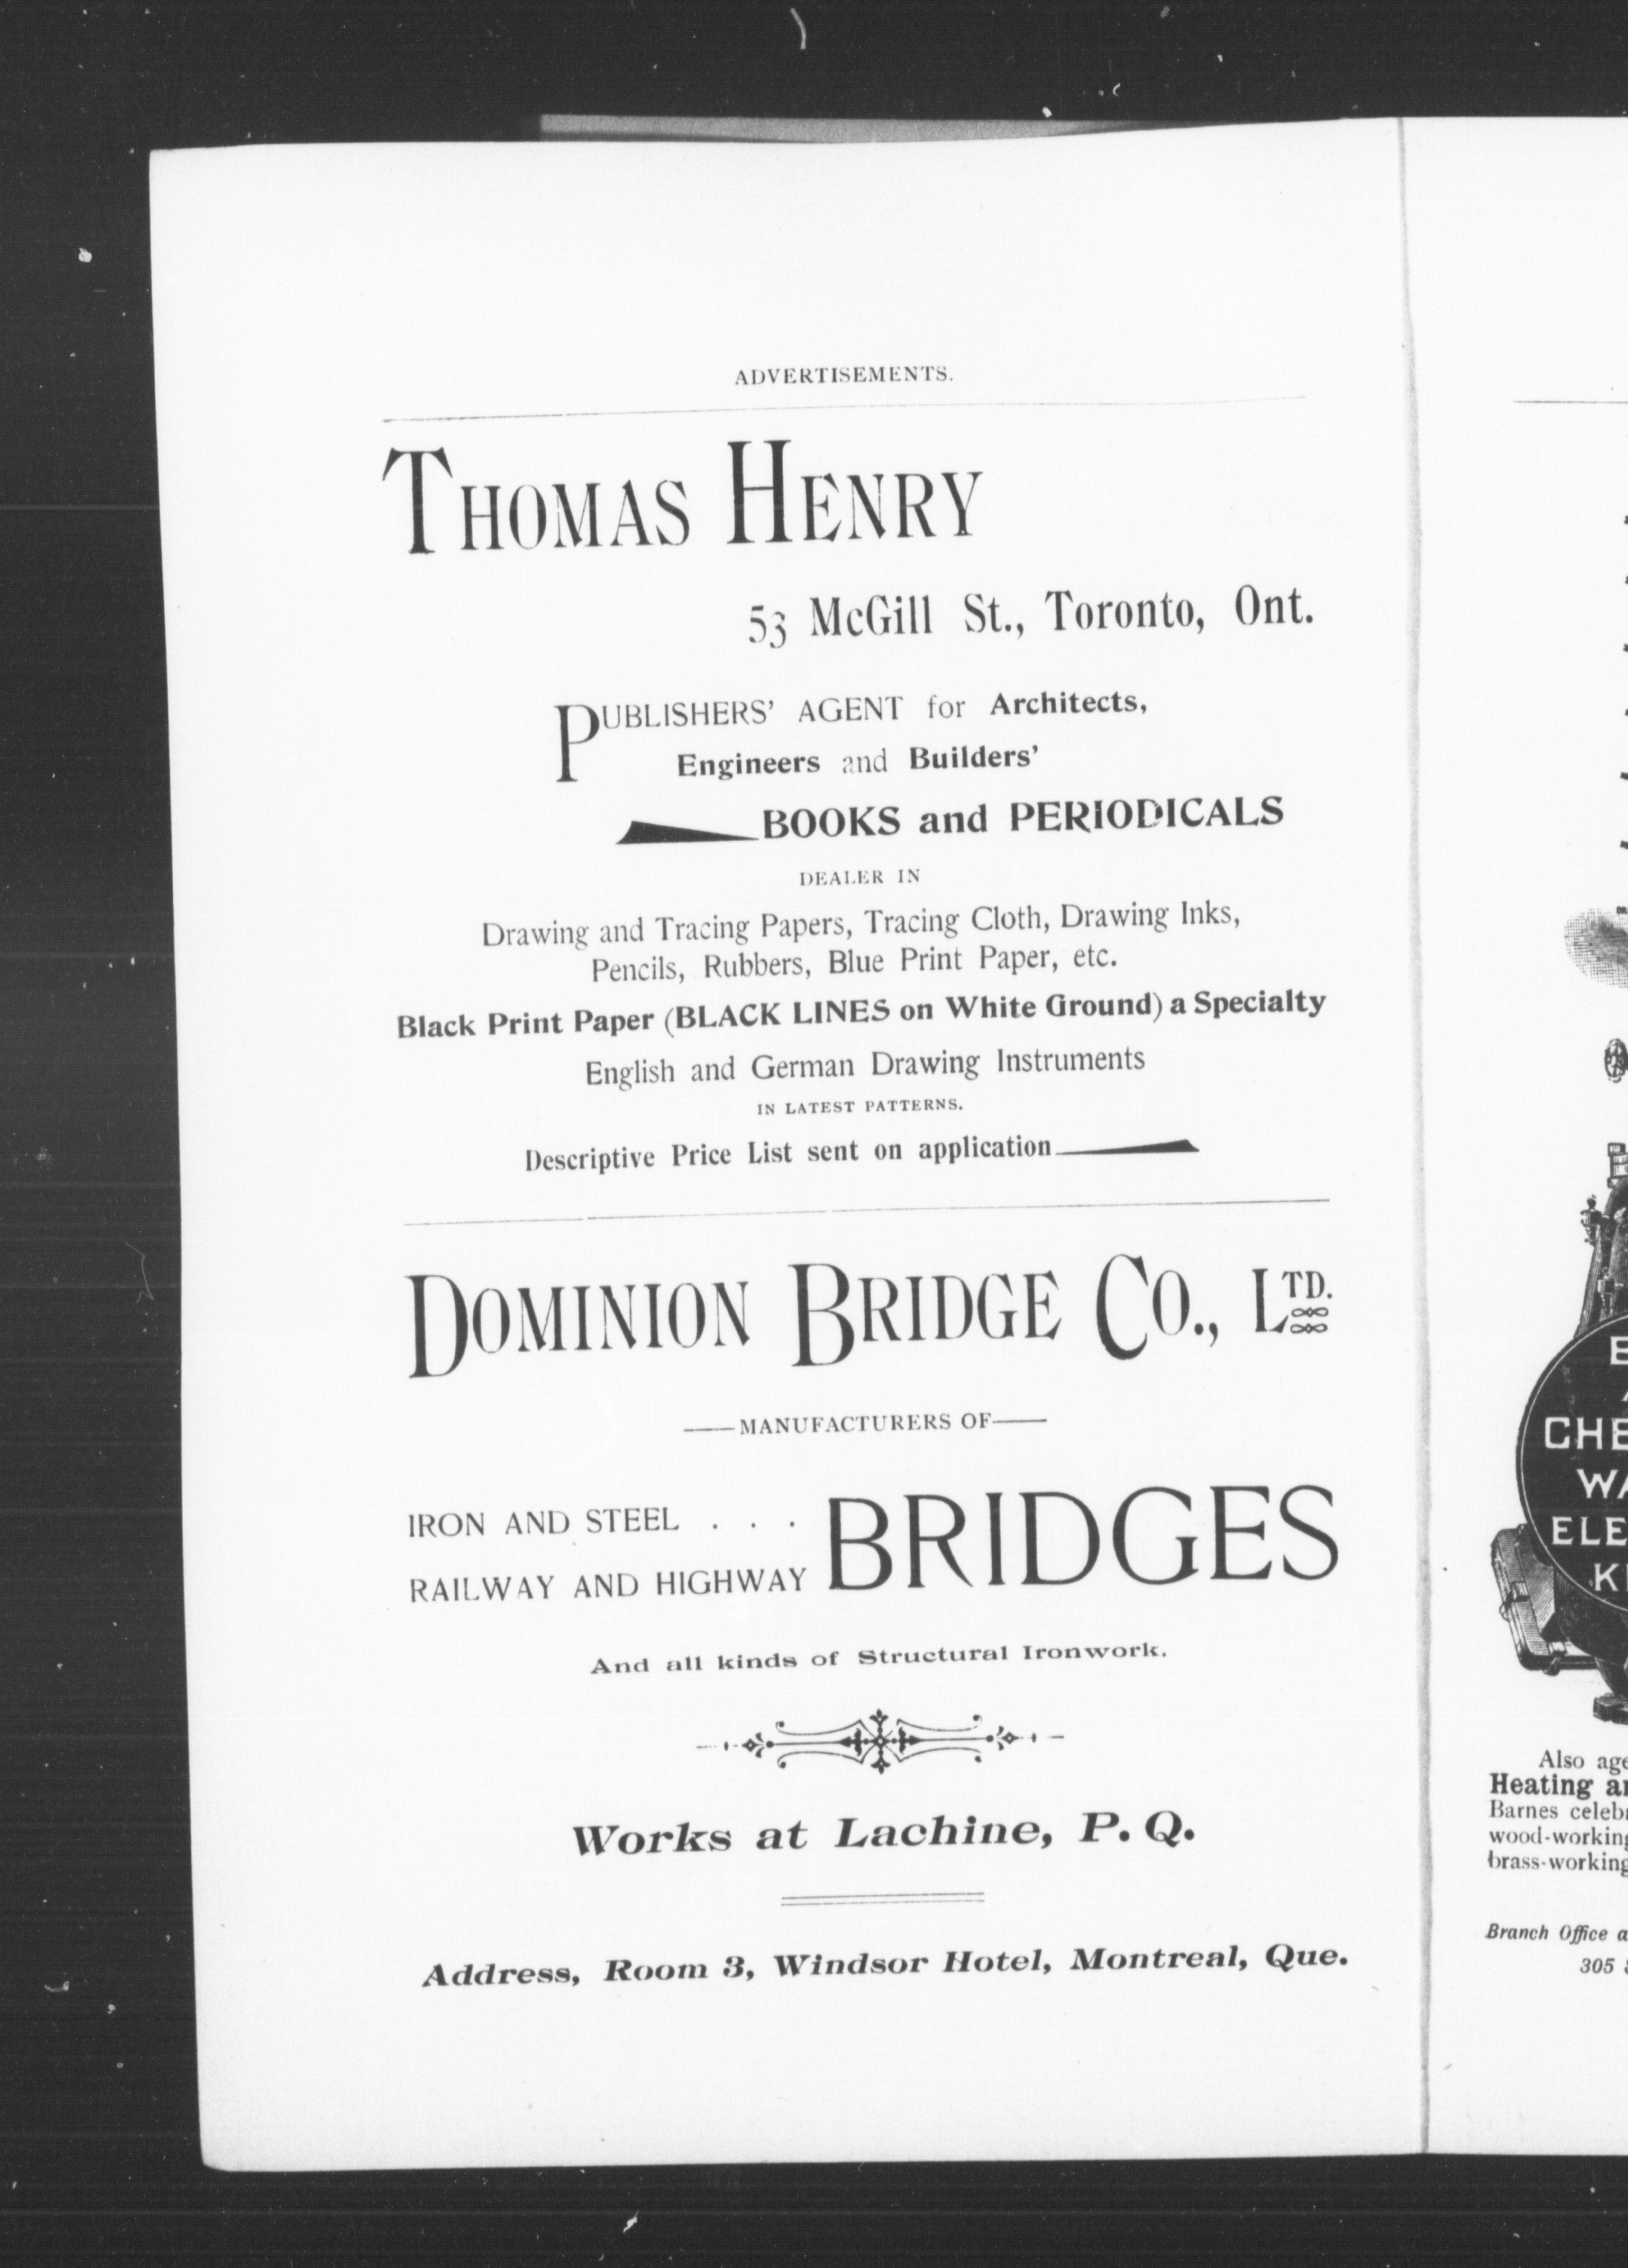 ADVERTISEMENTS.
THOMAS HENRY
53 McGill St., Toronto, Ont.
PUBLISHERS' AGENT for Architects,
Engineers and Builders'
BOOKS and PERIODICALS
DEALER IN
Drawing and Tracing Papers, Tracing Cloth, Drawing Inks,
Pencils, Rubbers, Blue Print Paper, etc.
Black Print Paper (BLACK LINES on White Ground) a Specialty
English and German Drawing Instruments
IN LATEST PATTERNS.
Descriptive Price List sent on application
DOMINION BRIDGE CO., LTD.
MANUFACTURERS OF
IRON AND STEEL . . .
RAILWAY AND HIGHWAY
BRIDGES
And all kinds of Structural Ironwork.
Works at Lachine, P. Q.
Address, Room 3, Windsor Hotel, Montreal, Que.
CHE
WA
ELE
Also age
Heating a
Barnes celeb
wood-working
brass-working
Branch Office a
305